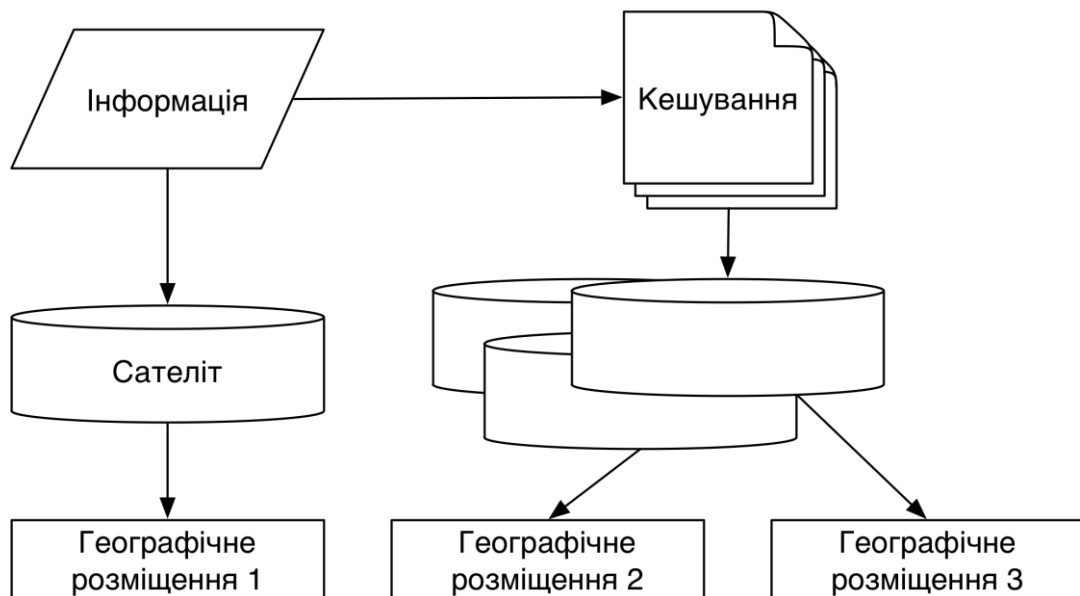 Інформація
Кешування
Сателіт
Географічне
розміщення 1
Географічне
розміщення 2
Географічне
розміщення 3